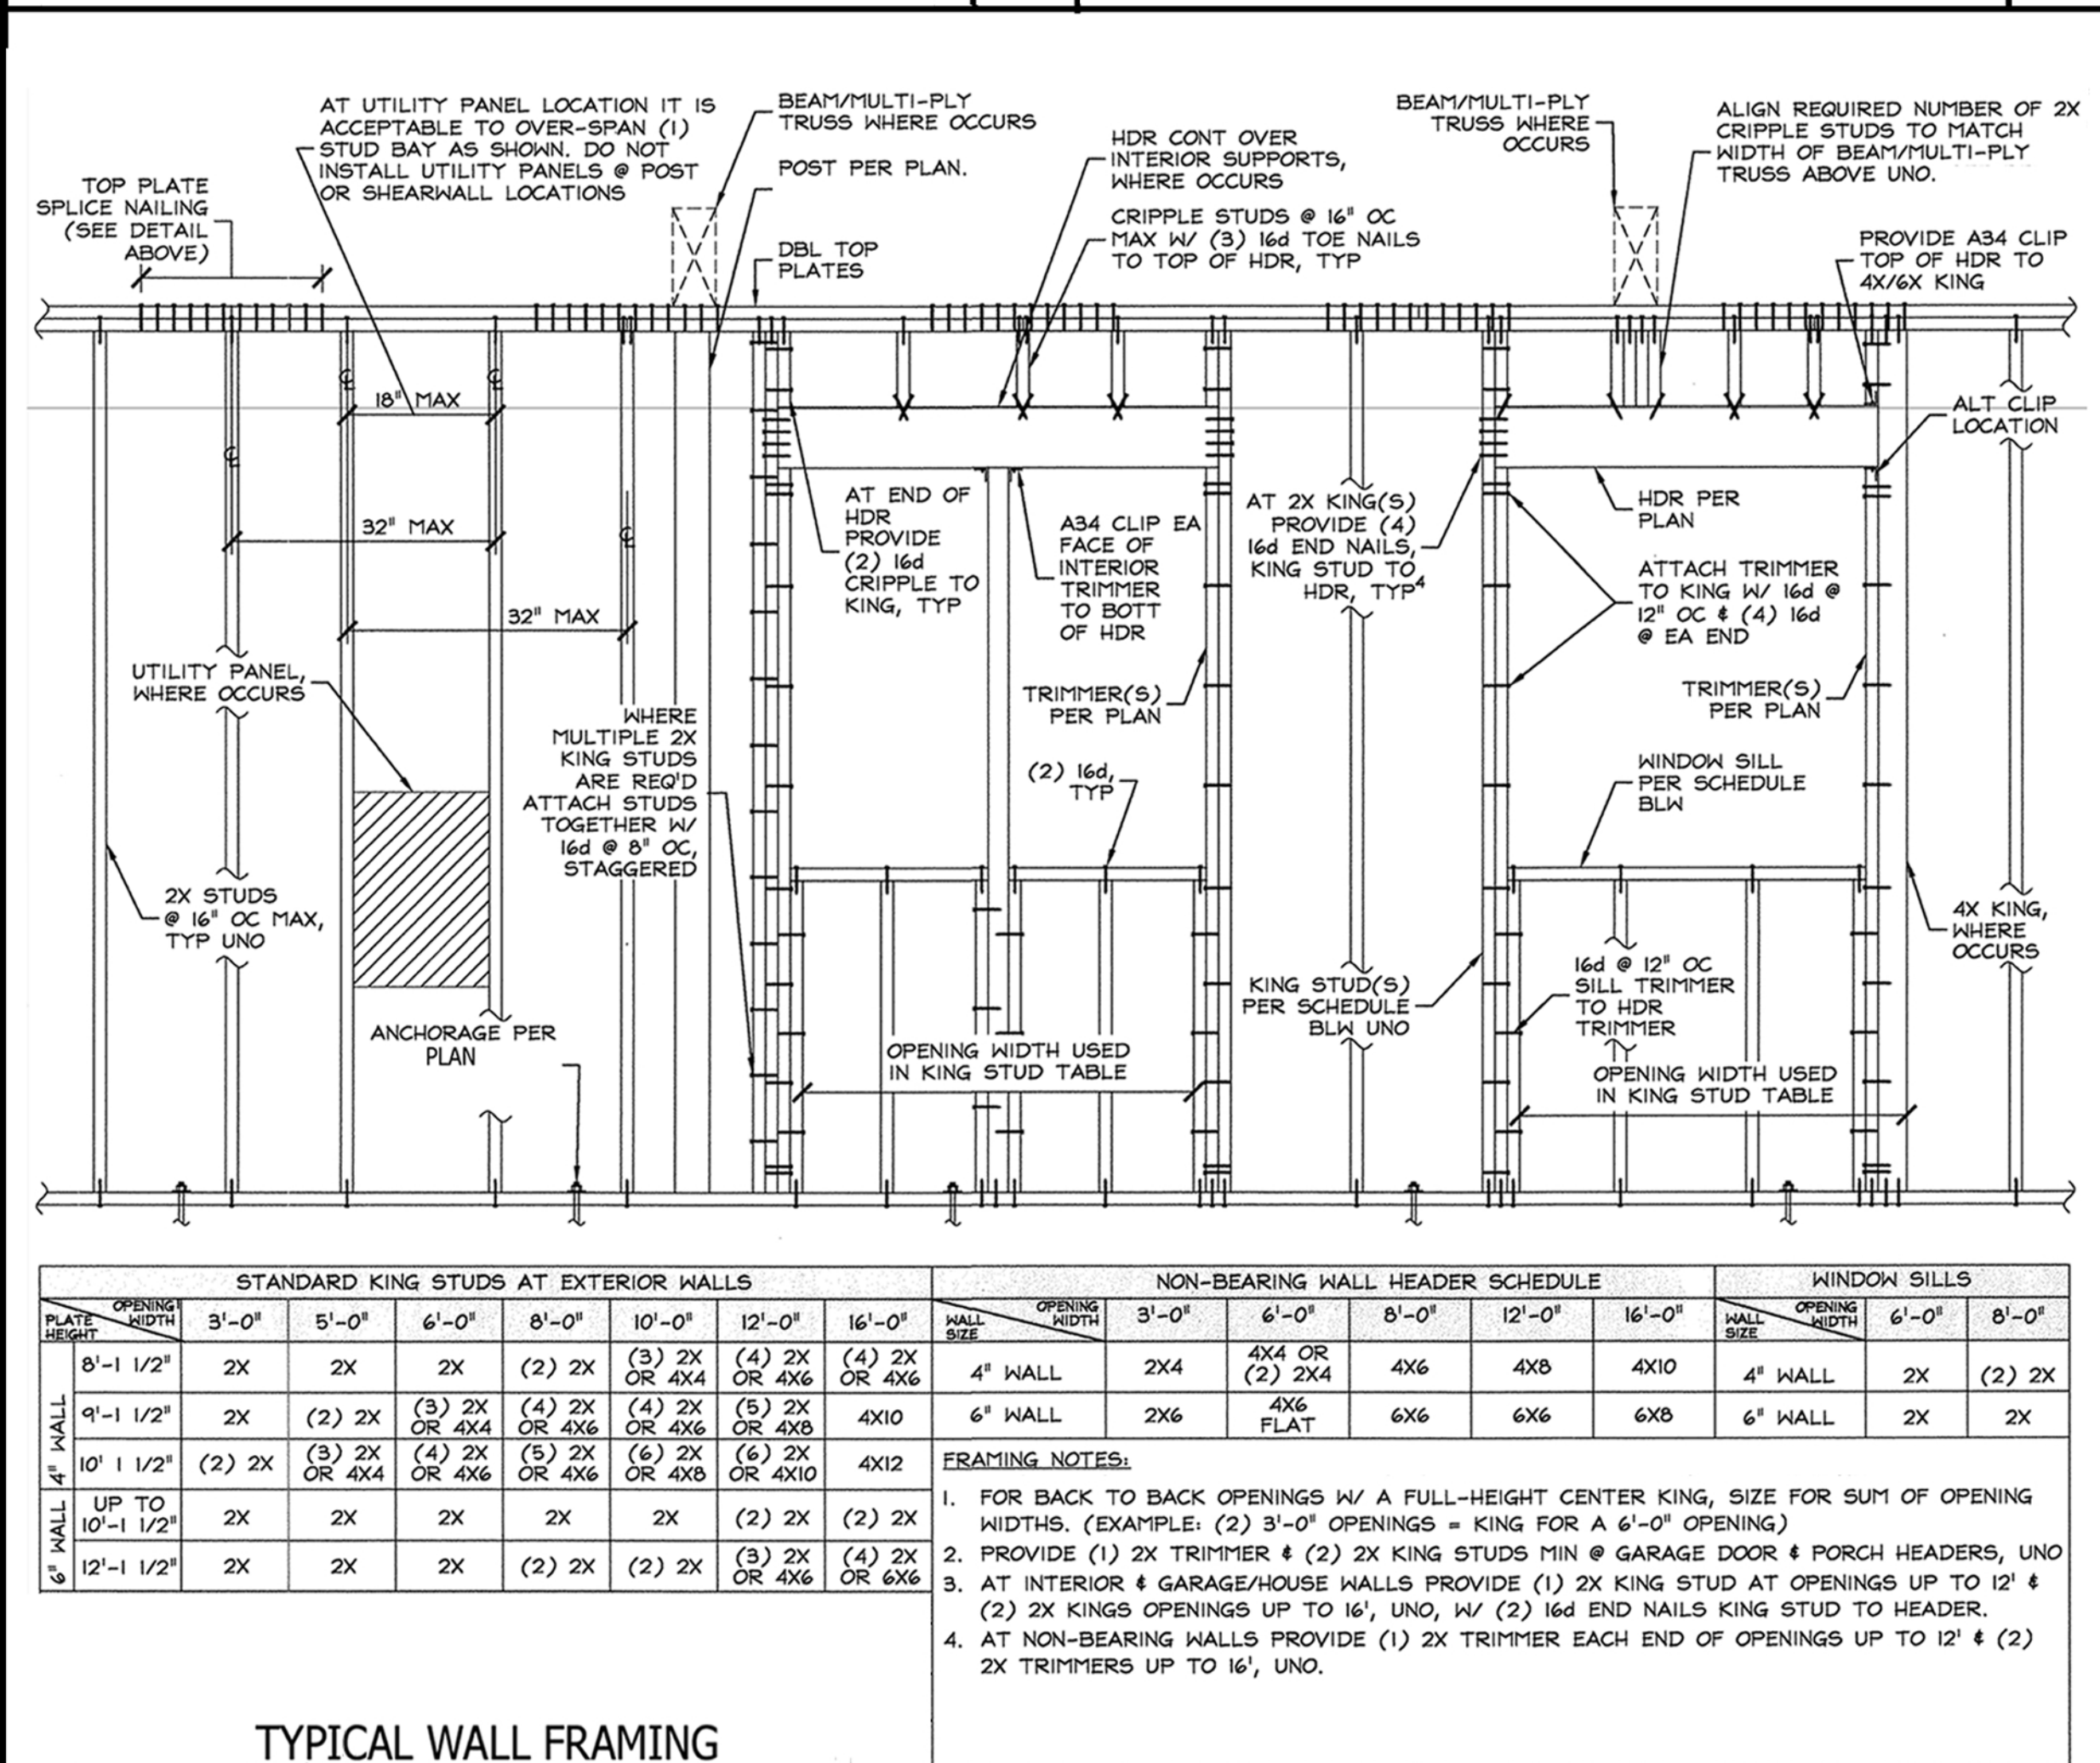 AT UTILITY PANEL LOCATION IT IS
ACCEPTABLE TO OVER-SPAN (1)
STUD BAY AS SHOWN. DO NOT
INSTALL UTILITY PANELS @ POST
OR SHEARWALL LOCATIONS
BEAM/MULTI-PLY
TRUSS WHERE OCCURS
POST PER PLAN.
HDR CONT OVER
INTERIOR SUPPORTS,
WHERE OCCURS
CRIPPLE STUDS @ 16" OC
MAX W/ (3) 16d TOE NAILS
TO TOP OF HDR, TYP
BEAM/MULTI-PLY
TRUSS WHERE
OCCURS
ALIGN REQUIRED NUMBER OF 2X
CRIPPLE STUDS TO MATCH
WIDTH OF BEAM/MULTI-PLY
TRUSS ABOVE UNO.
TOP PLATE
SPLICE NAILING
(SEE DETAIL
ABOVE)
DBL TOP
PLATES
PROVIDE A34 CLIP
TOP OF HDR TO
4X/6X KING
18" MAX
32" MAX
32" MAX
ALT CLIP
LOCATION
AT END OF
HDR
PROVIDE
(2) 16d
CRIPPLE TO
KING, TYP
A34 CLIP EA
FACE OF
INTERIOR
TRIMMER
TO BOTT
OF HDR
AT 2X KING(S)
PROVIDE (4)
16d END NAILS,
KING STUD TO
HDR, TYP⁴
HDR PER
PLAN
ATTACH TRIMMER
TO KING W/ 16d @
12" OC & (4) 16d
@ EA END
UTILITY PANEL,
WHERE OCCURS
WHERE
MULTIPLE 2X
KING STUDS
ARE REQ'D
ATTACH STUDS
TOGETHER W/
16d @ 8" OC,
STAGGERED
TRIMMER(S)
PER PLAN
TRIMMER(S)
PER PLAN
(2) 16d,
TYP
WINDOW SILL
PER SCHEDULE
BLW
2X STUDS
@ 16" OC MAX,
TYP UNO
4X KING,
WHERE
OCCURS
KING STUD(S)
PER SCHEDULE
BLW UNO
16d @ 12" OC
SILL TRIMMER
TO HDR
TRIMMER
ANCHORAGE PER
PLAN
OPENING WIDTH USED
IN KING STUD TABLE
OPENING WIDTH USED
IN KING STUD TABLE
STANDARD KING STUDS AT EXTERIOR WALLS
PLATE HEIGHT OPENING WIDTH 3'-0" 5'-0" 6'-0" 8'-0" 10'-0" 12'-0" 16'-0"
4" WALL
8'-1 1/2" 2X 2X 2X (2) 2X (3) 2X OR 4X4 (4) 2X OR 4X6 (4) 2X OR 4X6
9'-1 1/2" 2X (2) 2X (3) 2X OR 4X4 (4) 2X OR 4X6 (4) 2X OR 4X6 (5) 2X OR 4X8 4X10
10' 1 1/2" (2) 2X (3) 2X OR 4X4 (4) 2X OR 4X6 (5) 2X OR 4X6 (6) 2X OR 4X8 (6) 2X OR 4X10 4X12
6" WALL
UP TO 10'-1 1/2" 2X 2X 2X 2X 2X (2) 2X (2) 2X
12'-1 1/2" 2X 2X 2X (2) 2X (2) 2X (3) 2X OR 4X6 (4) 2X OR 6X6
NON-BEARING WALL HEADER SCHEDULE
WALL SIZE OPENING WIDTH 3'-0" 6'-0" 8'-0" 12'-0" 16'-0"
4" WALL 2X4 4X4 OR (2) 2X4 4X6 4X8 4X10
6" WALL 2X6 4X6 FLAT 6X6 6X6 6X8
WINDOW SILLS
WALL SIZE OPENING WIDTH 6'-0" 8'-0"
4" WALL 2X (2) 2X
6" WALL 2X 2X
FRAMING NOTES:
1. FOR BACK TO BACK OPENINGS W/ A FULL-HEIGHT CENTER KING, SIZE FOR SUM OF OPENING
WIDTHS. (EXAMPLE: (2) 3'-0" OPENINGS = KING FOR A 6'-0" OPENING)
2. PROVIDE (1) 2X TRIMMER & (2) 2X KING STUDS MIN @ GARAGE DOOR & PORCH HEADERS, UNO
3. AT INTERIOR & GARAGE/HOUSE WALLS PROVIDE (1) 2X KING STUD AT OPENINGS UP TO 12' &
(2) 2X KINGS OPENINGS UP TO 16', UNO, W/ (2) 16d END NAILS KING STUD TO HEADER.
4. AT NON-BEARING WALLS PROVIDE (1) 2X TRIMMER EACH END OF OPENINGS UP TO 12' & (2)
2X TRIMMERS UP TO 16', UNO.
TYPICAL WALL FRAMING